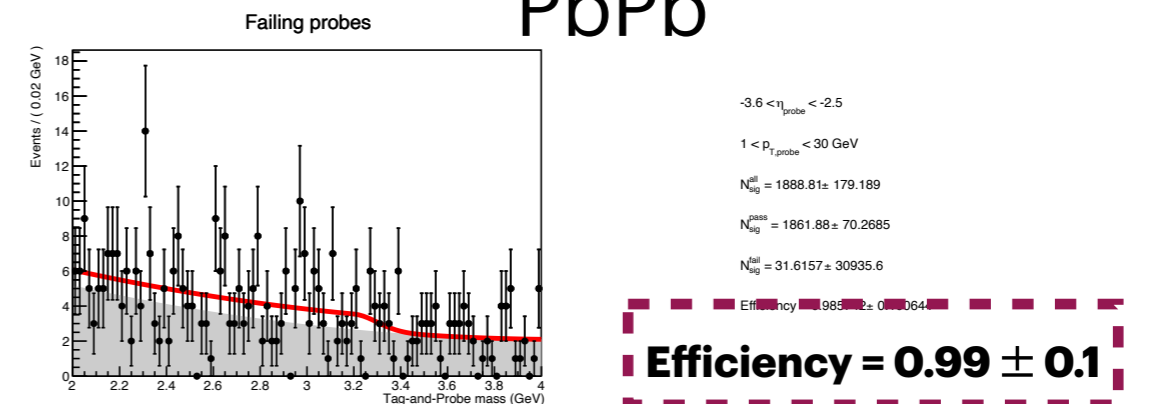 PbPb
Failing probes
Events / ( 0.02 GeV )
18
16
14
12
10
8
6
4
2
0
2 2.2 2.4 2.6 2.8 3 3.2 3.4 3.6 3.8 4
Tag-and-Probe mass (GeV)
-3.6 < η probe < -2.5
1 < p T,probe < 30 GeV
N all sig = 1888.81± 179.189
N pass sig = 1861.88± 70.2685
N fail sig = 31.6157± 30935.6
Efficiency
Efficiency = 0.99 ± 0.1